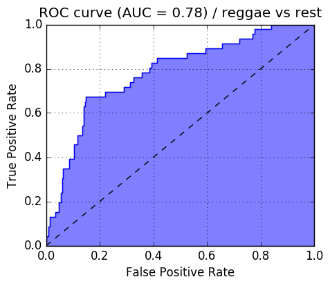 ROC curve (AUC = 0.78) / reggae vs rest
1.0
0.8
0.6
0.4
0.2
0.0
True Positive Rate
0.0 0.2 0.4 0.6 0.8 1.0
False Positive Rate